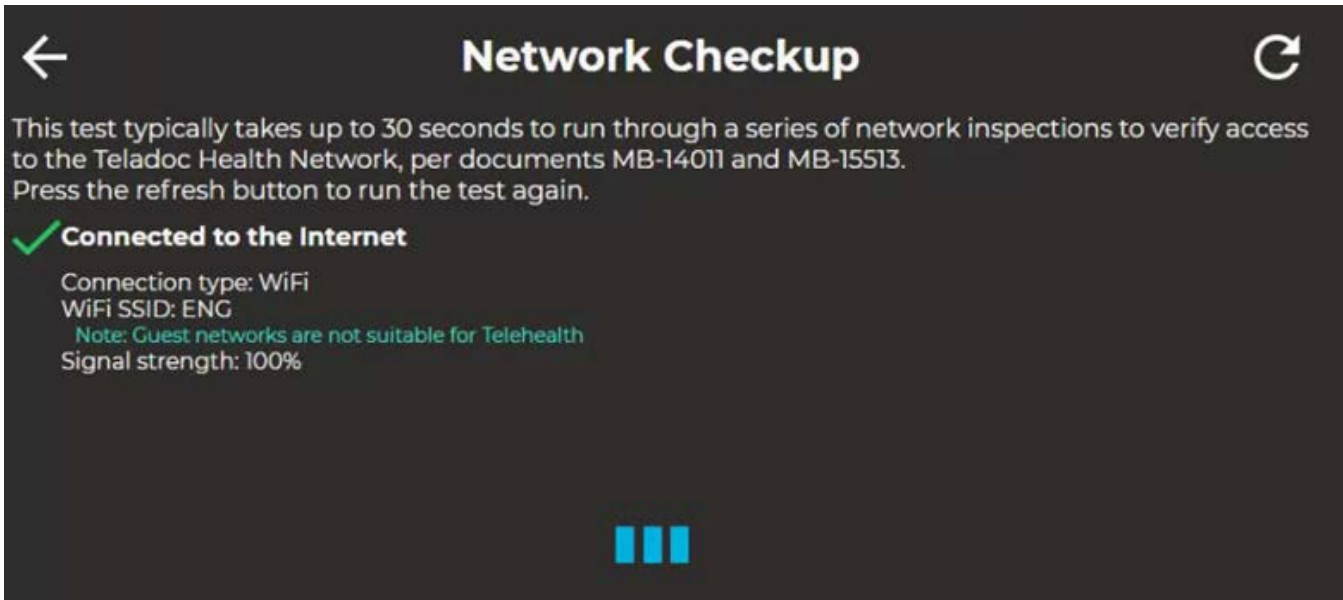 Network Checkup
This test typically takes up to 30 seconds to run through a series of network inspections to verify access
to the Teladoc Health Network, per documents MB-14011 and MB-15513.
Press the refresh button to run the test again.
Connected to the Internet
Connection type: WiFi
WiFi SSID: ENG
Note: Guest networks are not suitable for Telehealth
Signal strength: 100%